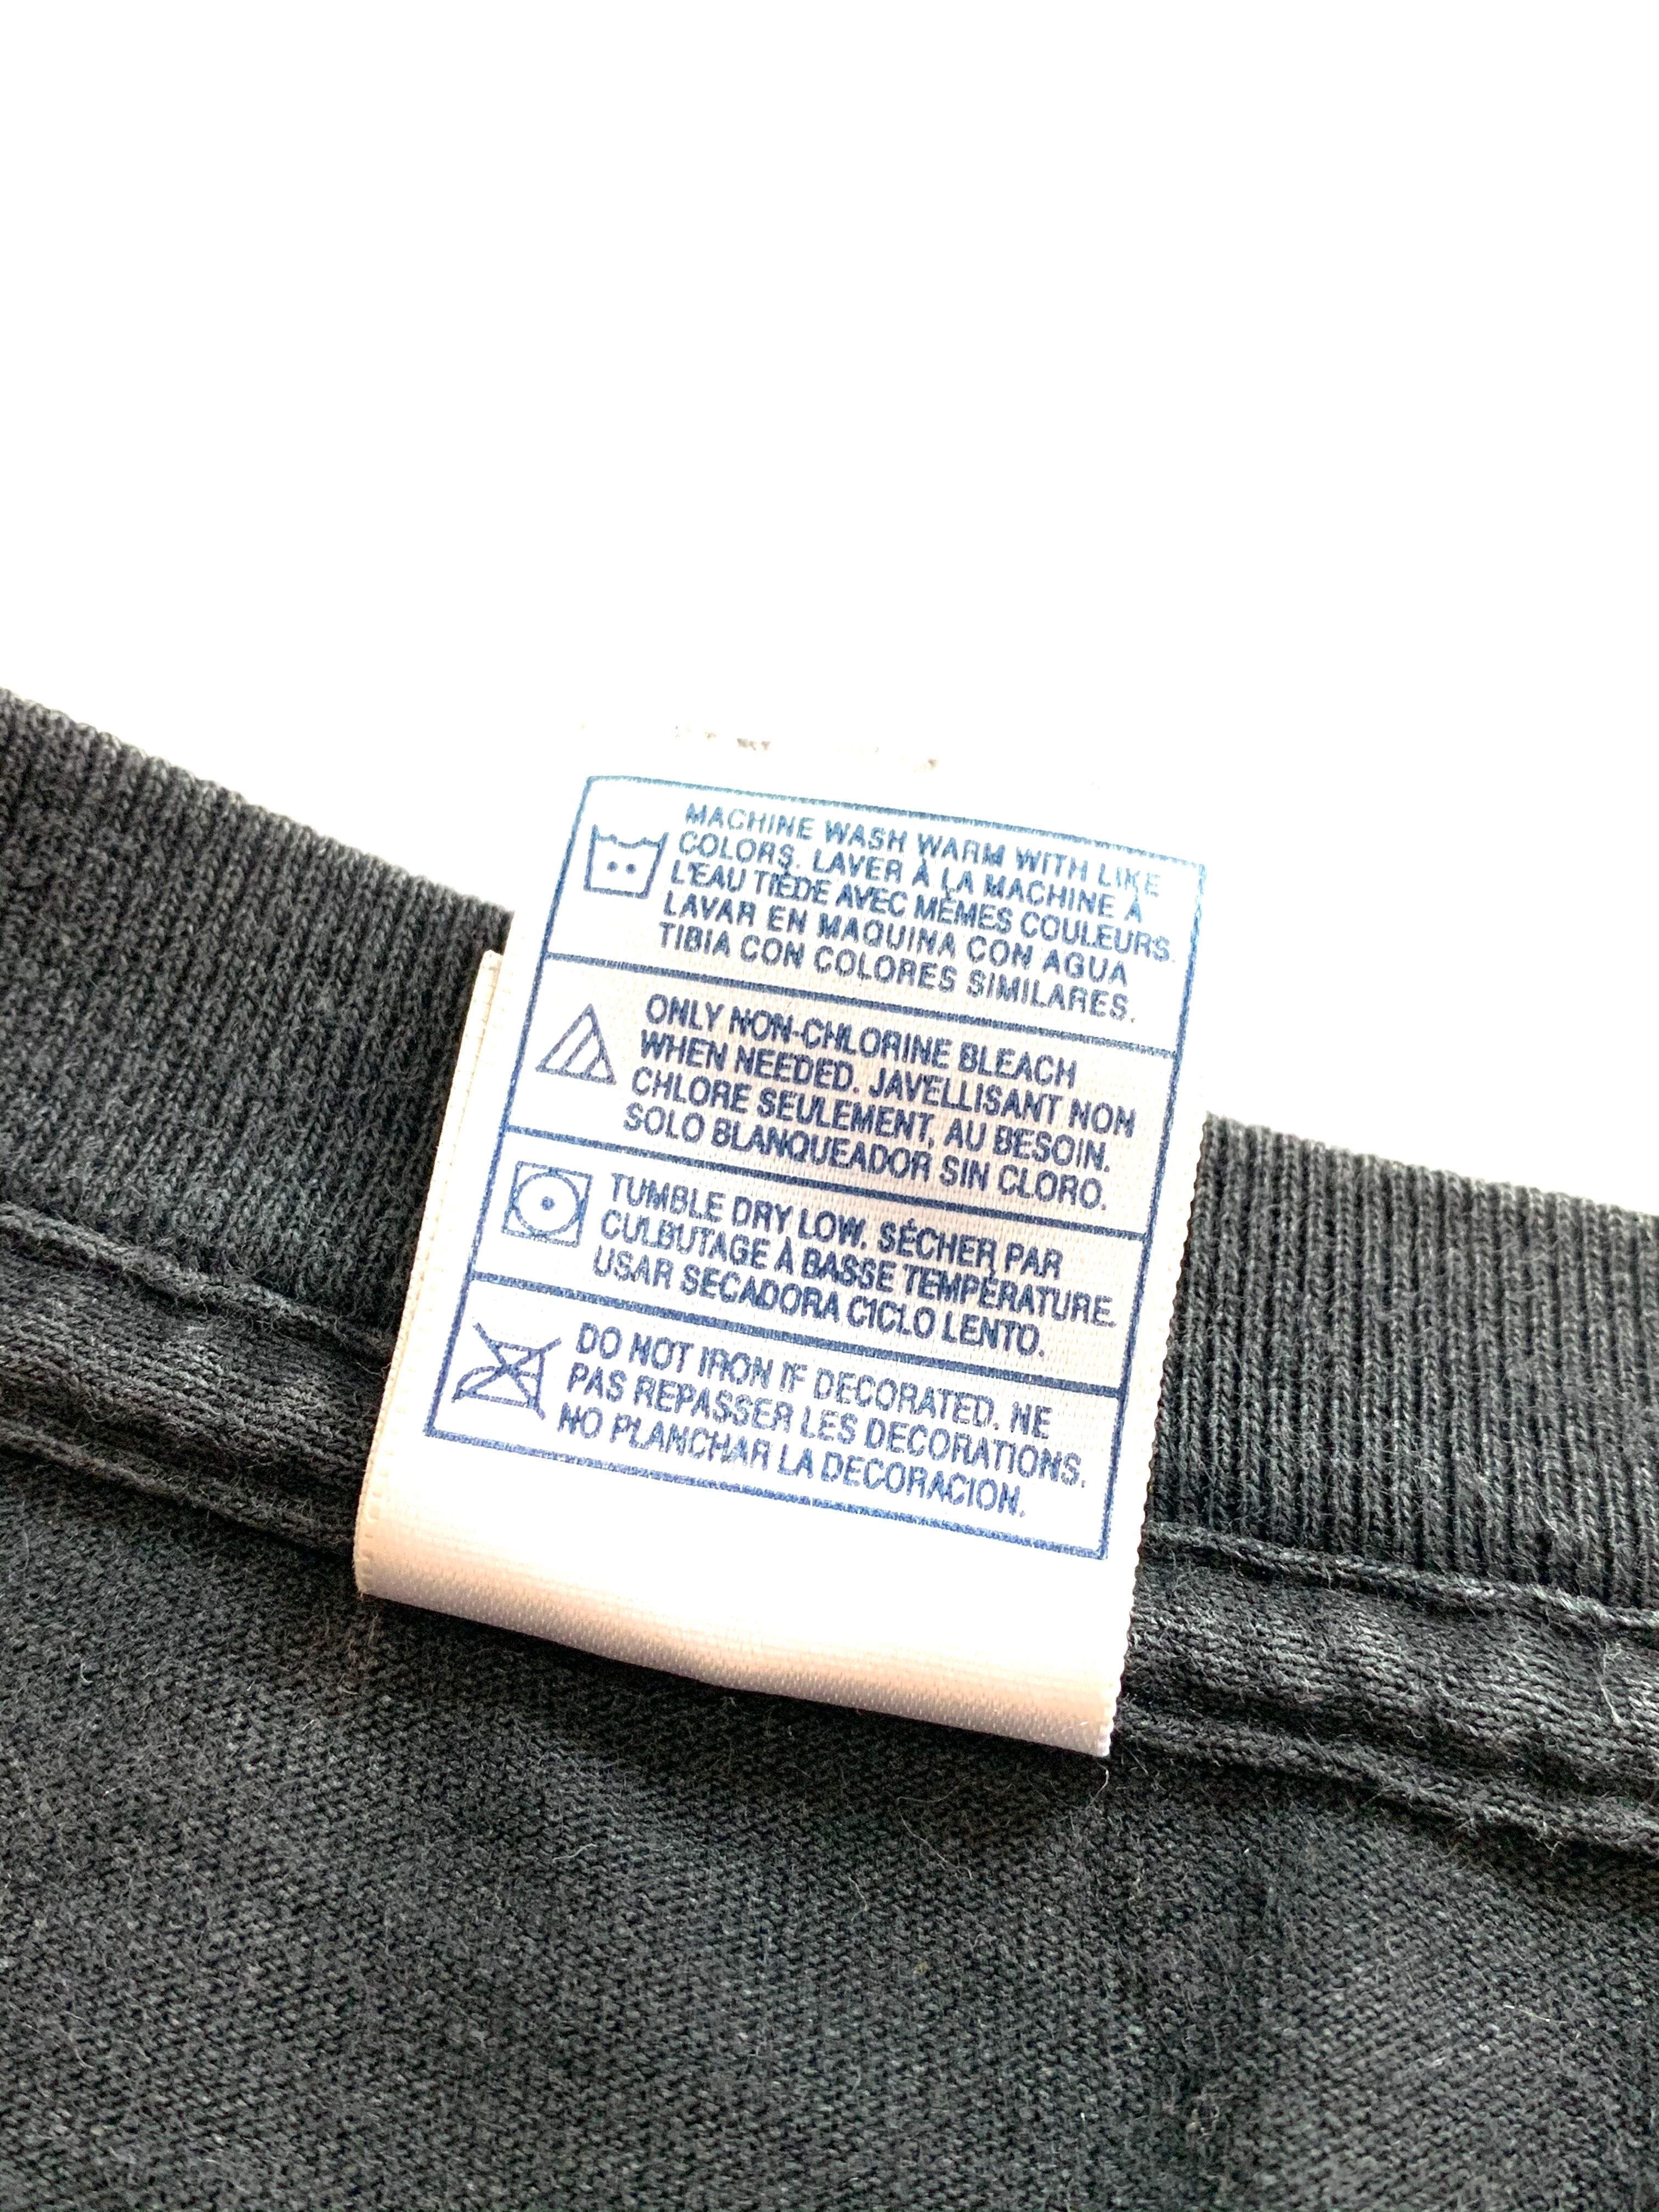 MACHINE WASH WARM WITH LIKE
COLORS. LAVER À LA MACHINE À
L'EAU TIÈDE AVEC MÊMES COULEURS.
LAVAR EN MAQUINA CON AGUA
TIBIA CON COLORES SIMILARES.
ONLY NON-CHLORINE BLEACH
WHEN NEEDED. JAVELLISANT NON
CHLORE SEULEMENT, AU BESOIN.
SOLO BLANQUEADOR SIN CLORO.
TUMBLE DRY LOW. SÉCHER PAR
CULBUTAGE À BASSE TEMPÉRATURE.
USAR SECADORA CICLO LENTO.
DO NOT IRON IF DECORATED. NE
PAS REPASSER LES DECORATIONS.
NO PLANCHAR LA DECORACION.